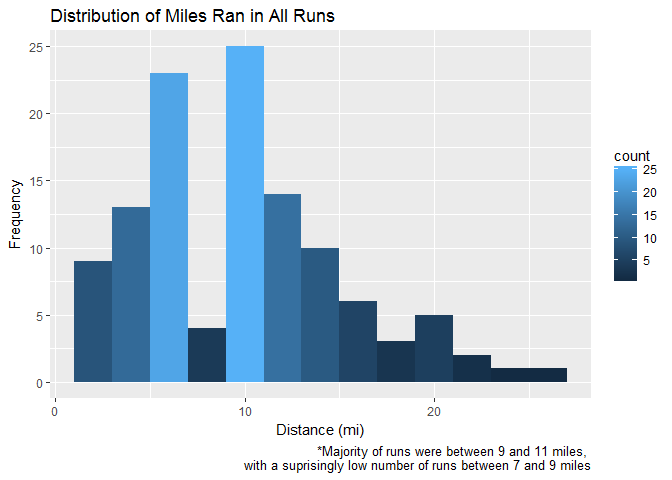 Distribution of Miles Ran in All Runs
25
20
15
10
5
0
Frequency
0 10 20
Distance (mi)
count
25
20
15
10
5
*Majority of runs were between 9 and 11 miles,
with a suprisingly low number of runs between 7 and 9 miles